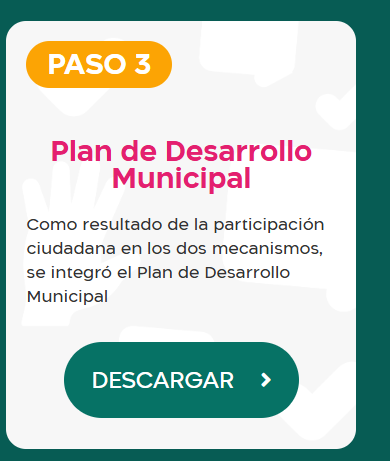 PASO 3
Plan de Desarrollo
Municipal
Como resultado de la participación
ciudadana en los dos mecanismos,
se integró el Plan de Desarrollo
Municipal
DESCARGAR